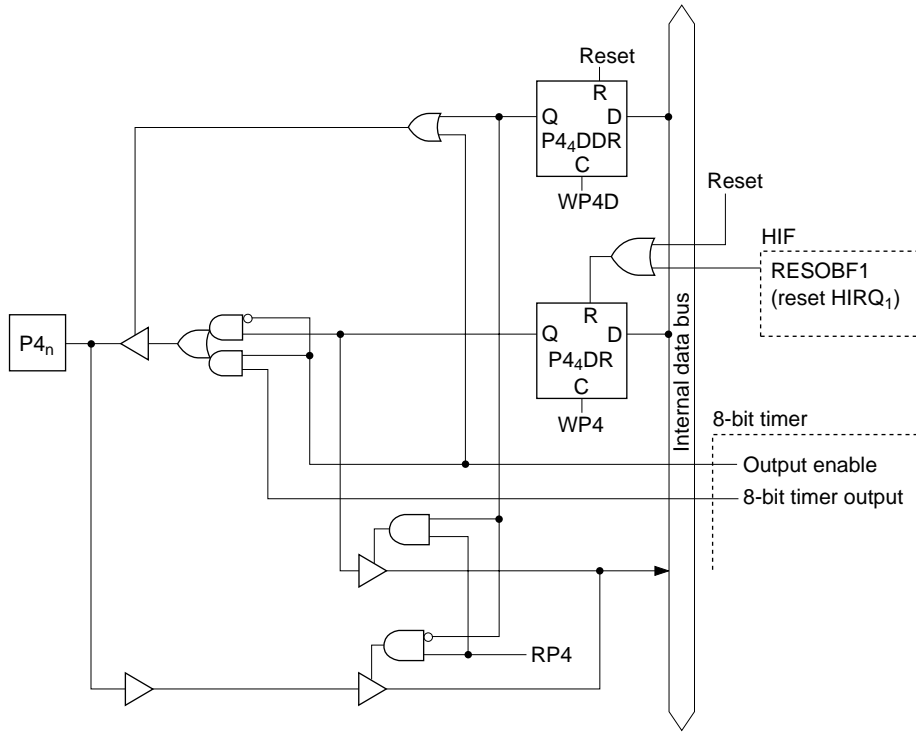 Reset
R
Q D
P4₄DDR
C
WP4D
Reset
HIF
RESOBF1
(reset HIRQ₁)
R
Q D
P4₄DR
C
WP4
P4ₙ
Internal data bus
8-bit timer
Output enable
8-bit timer output
RP4